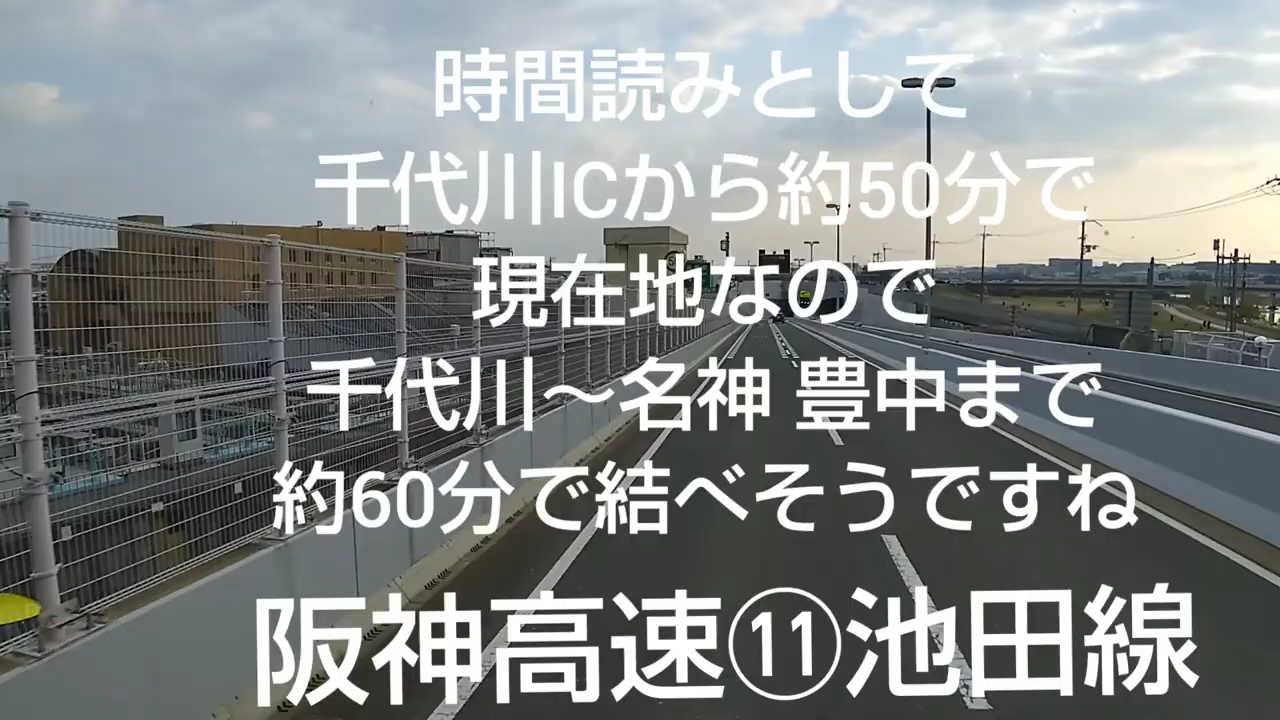 時間読みとして
千代川ICから約50分で
現在地なので
千代川～名神 豊中まで
約60分で結べそうですね
阪神高速⑪池田線